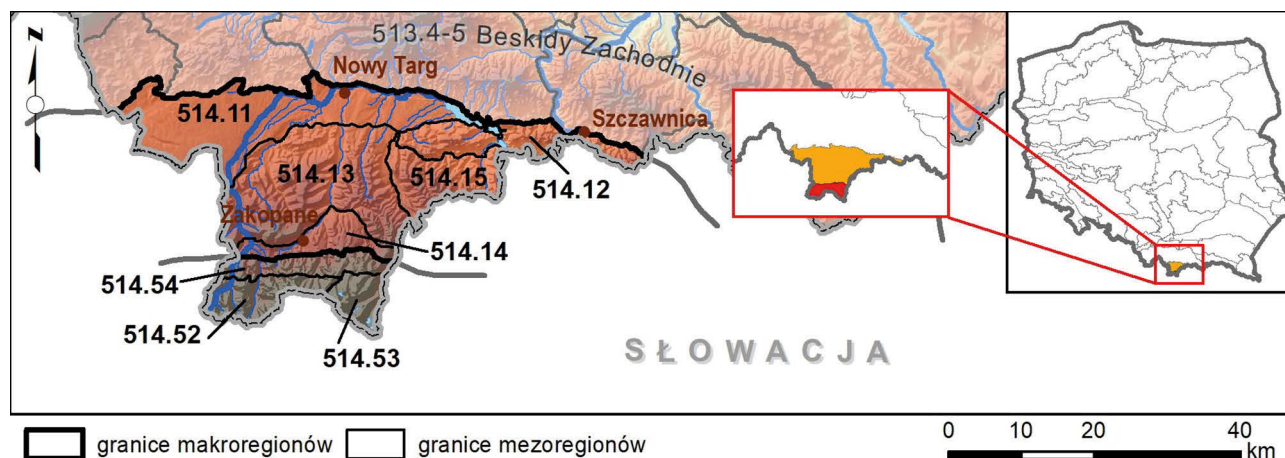 513.4-5 Beskidy Zachodnie
N
Nowy Targ
514.11
Szczawnica
514.13
514.15
514.12
Zakopane
514.14
514.54
514.52
514.53
SŁOWACJA
granice makroregionów
granice mezoregionów
0 10 20 40
km